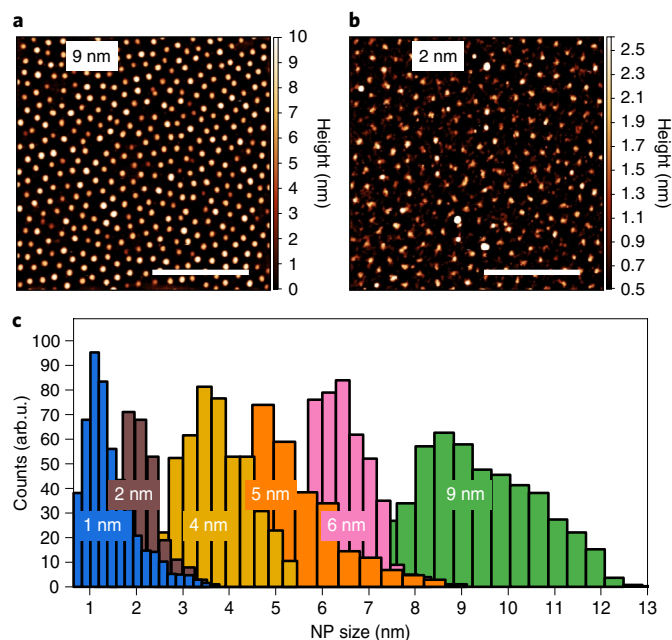 a
9 nm
10
9
8
7
6
5
4
3
2
1
0
Height (nm)
b
2 nm
2.5
2.3
2.1
1.9
1.7
1.5
1.3
1.1
0.9
0.7
0.5
Height (nm)
c
100
90
80
70
60
50
40
30
20
10
0
Counts (arb.u.)
1 nm
2 nm
4 nm
5 nm
6 nm
9 nm
1 2 3 4 5 6 7 8 9 10 11 12 13
NP size (nm)